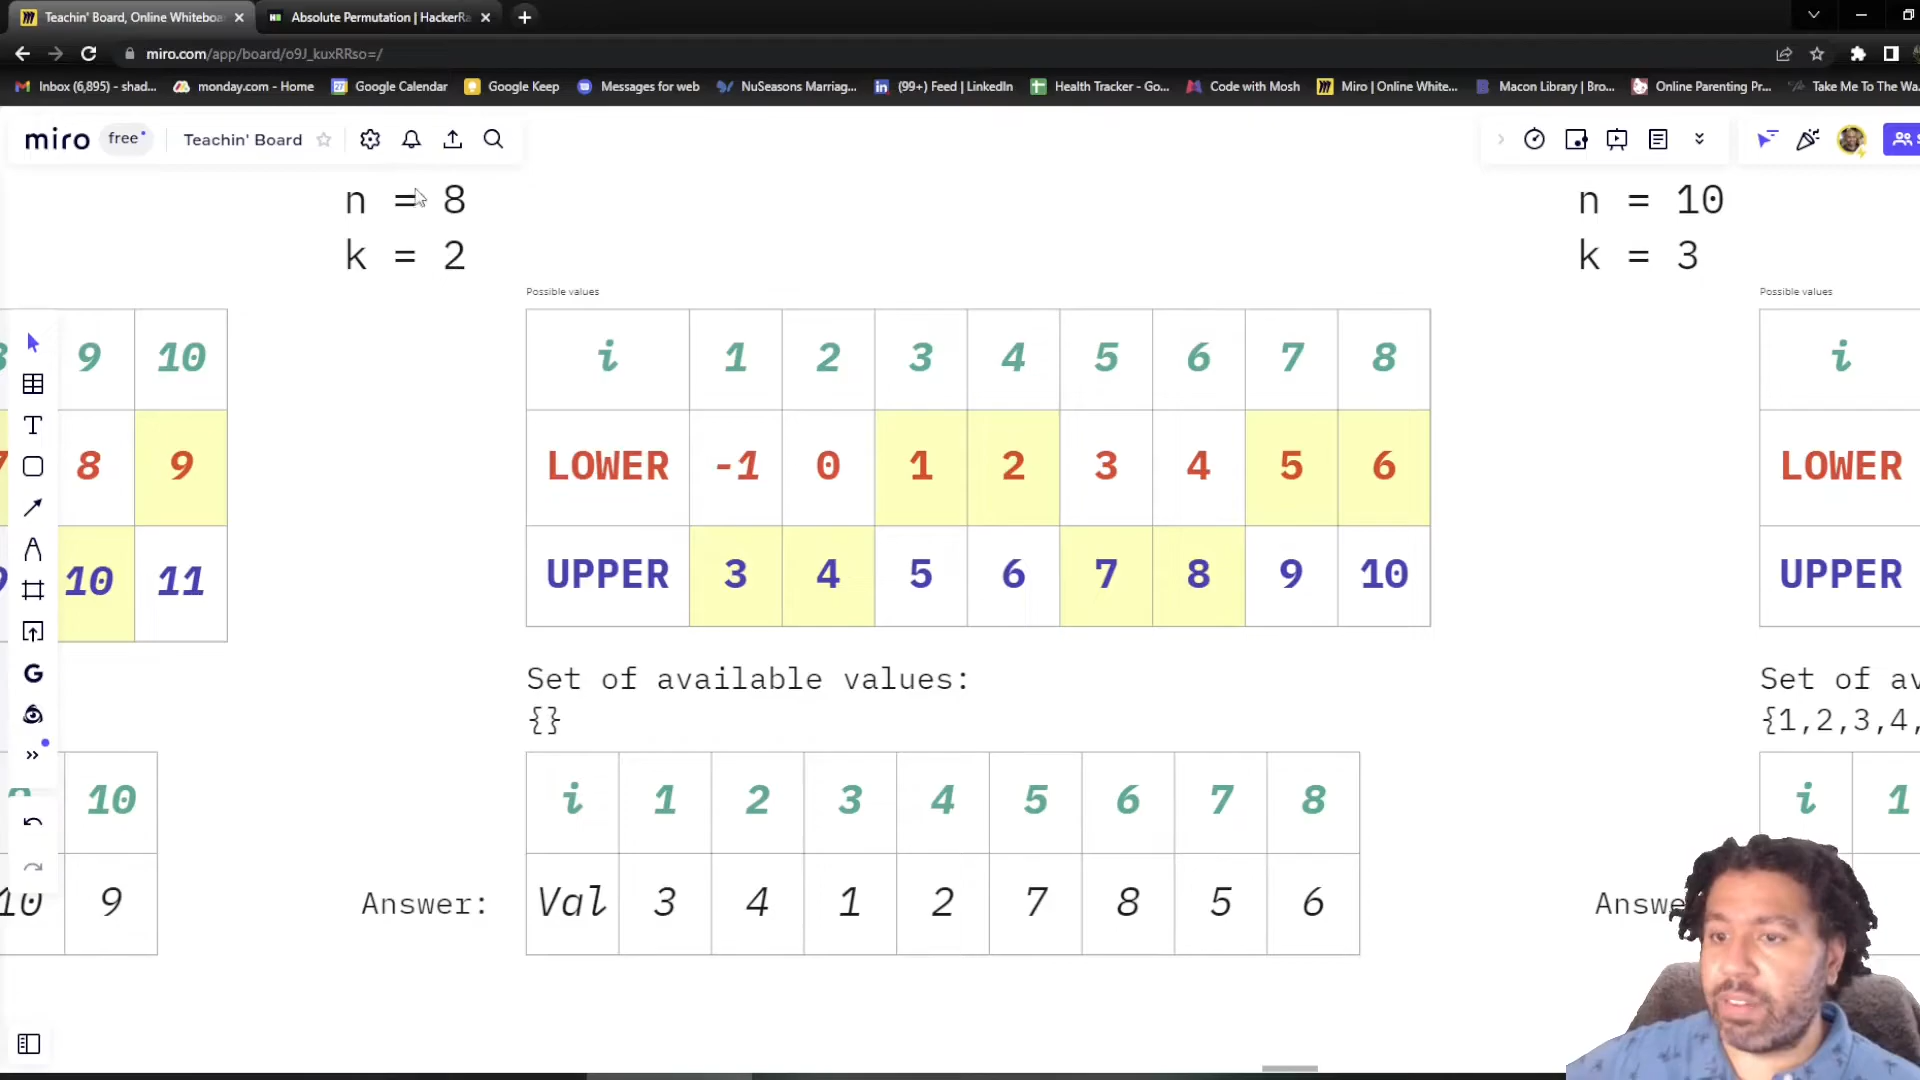 Teachin' Board, Online Whiteboa
Absolute Permutation | HackerRa
miro.com/app/board/o9J_kuxRRso=/
Inbox (6,895) - shad...
monday.com - Home
Google Calendar
Google Keep
Messages for web
NuSeasons Marriag...
(99+) Feed | LinkedIn
Health Tracker - Go...
Code with Mosh
Miro | Online White...
Macon Library | Bro...
Online Parenting Pr...
Take Me To The Wa
miro free Teachin' Board
n = 8
k = 2
n = 10
k = 3
9 10
8 9
10 11
10
10 9
Possible values
i 1 2 3 4 5 6 7 8
LOWER -1 0 1 2 3 4 5 6
UPPER 3 4 5 6 7 8 9 10
Set of available values:
{}
i 1 2 3 4 5 6 7 8
Answer: Val 3 4 1 2 7 8 5 6
Possible values
i
LOWER
UPPER
Set of av
{1,2,3,4,
i 1
Answe